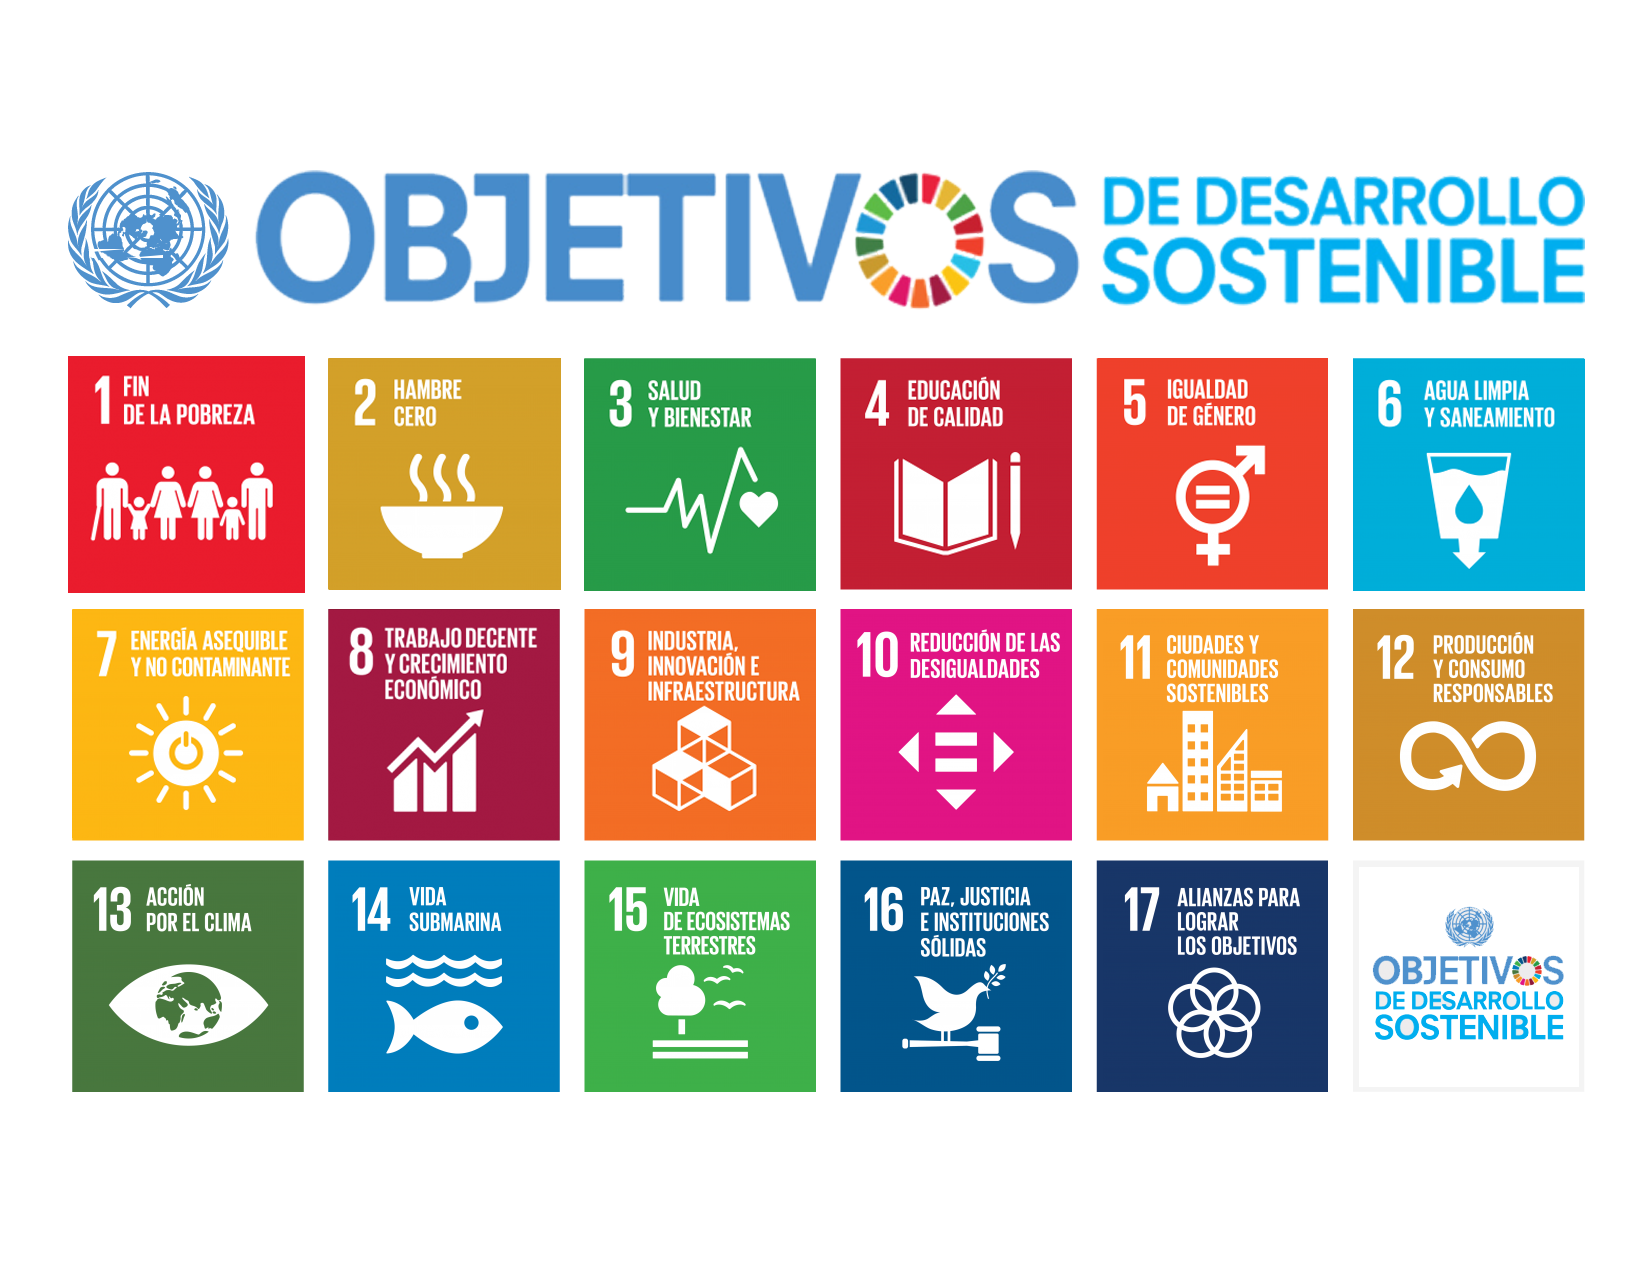 OBJETIVOS
DE DESARROLLO
SOSTENIBLE
1 FIN
DE LA POBREZA
2 HAMBRE
CERO
3 SALUD
Y BIENESTAR
4 EDUCACIÓN
DE CALIDAD
5 IGUALDAD
DE GÉNERO
6 AGUA LIMPIA
Y SANEAMIENTO
7 ENERGÍA ASEQUIBLE
Y NO CONTAMINANTE
8 TRABAJO DECENTE
Y CRECIMIENTO
ECONÓMICO
9 INDUSTRIA,
INNOVACIÓN E
INFRAESTRUCTURA
10 REDUCCIÓN DE LAS
DESIGUALDADES
11 CIUDADES Y
COMUNIDADES
SOSTENIBLES
12 PRODUCCIÓN
Y CONSUMO
RESPONSABLES
13 ACCIÓN
POR EL CLIMA
14 VIDA
SUBMARINA
15 VIDA
DE ECOSISTEMAS
TERRESTRES
16 PAZ, JUSTICIA
E INSTITUCIONES
SÓLIDAS
17 ALIANZAS PARA
LOGRAR
LOS OBJETIVOS
OBJETIVOS
DE DESARROLLO
SOSTENIBLE